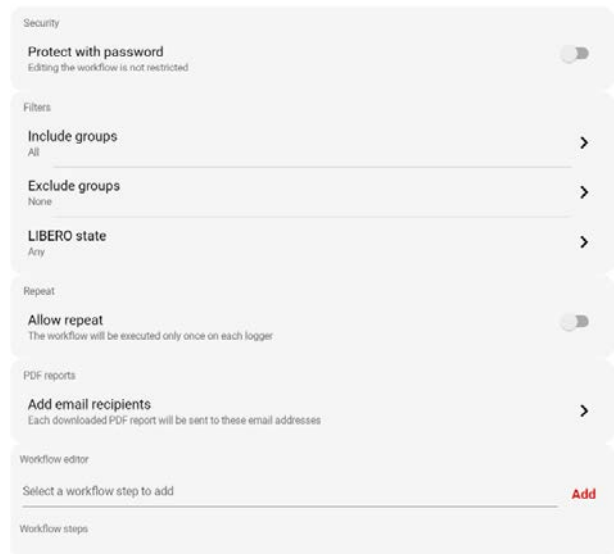 Security
Protect with password
Editing the workflow is not restricted
Filters
Include groups
All
Exclude groups
None
LIBERO state
Any
Repeat
Allow repeat
The workflow will be executed only once on each logger
PDF reports
Add email recipients
Each downloaded PDF report will be sent to these email addresses
Workflow editor
Select a workflow step to add
Add
Workflow steps